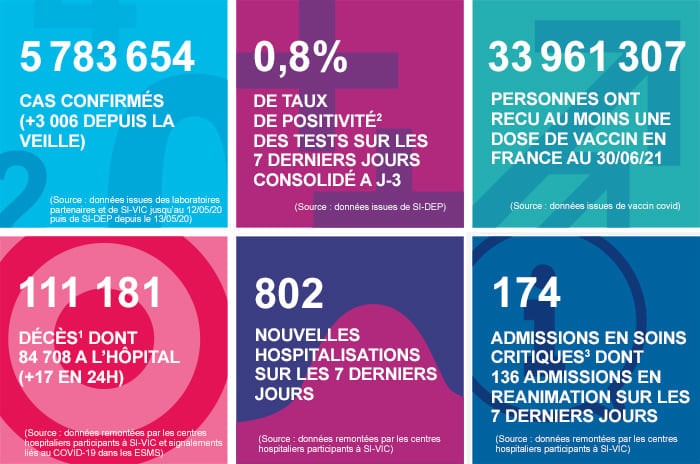 5 783 654
CAS CONFIRMÉS
(+3 006 DEPUIS LA
VEILLE)
(Source : données issues des laboratoires
partenaires et de SI-VIC jusqu'au 12/05/20
puis de SI-DEP depuis le 13/05/20)
0,8%
DE TAUX
DE POSITIVITÉ²
DES TESTS SUR LES
7 DERNIERS JOURS
CONSOLIDÉ A J-3
(Source : données issues de SI-DEP)
33 961 307
PERSONNES ONT
RECU AU MOINS UNE
DOSE DE VACCIN EN
FRANCE AU 30/06/21
(Source : données issues de vaccin covid)
111 181
DÉCÈS¹ DONT
84 708 A L'HÔPITAL
(+17 EN 24H)
(Source : données remontées par les centres
hospitaliers participants à SI-VIC et signalements
liés au COVID-19 dans les ESMS)
802
NOUVELLES
HOSPITALISATIONS
SUR LES 7 DERNIERS
JOURS
(Source : données remontées par les centres
hospitaliers participants à SI-VIC)
174
ADMISSIONS EN SOINS
CRITIQUES³ DONT
136 ADMISSIONS EN
REANIMATION SUR LES
7 DERNIERS JOURS
(Source : données remontées par les centres
hospitaliers participants à SI-VIC)